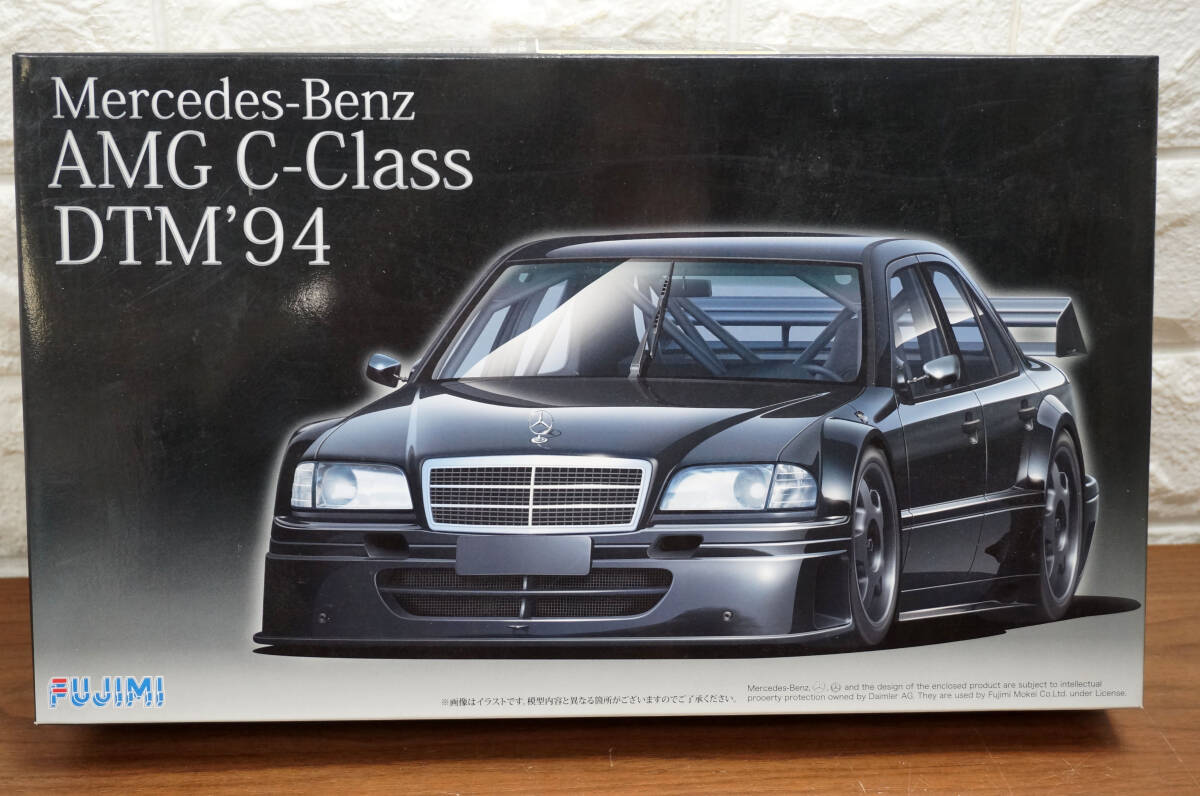 Mercedes-Benz
AMG C-Class
DTM'94
FUJIMI
※画像はイラストです。模型内容と異なる箇所がございますのでご了承ください。
Mercedes-Benz, and the design of the enclosed product are subject to intellectual
prooerty protection owned by Daimler AG. They are used by Fujimi Mokei Co.Ltd. under License.